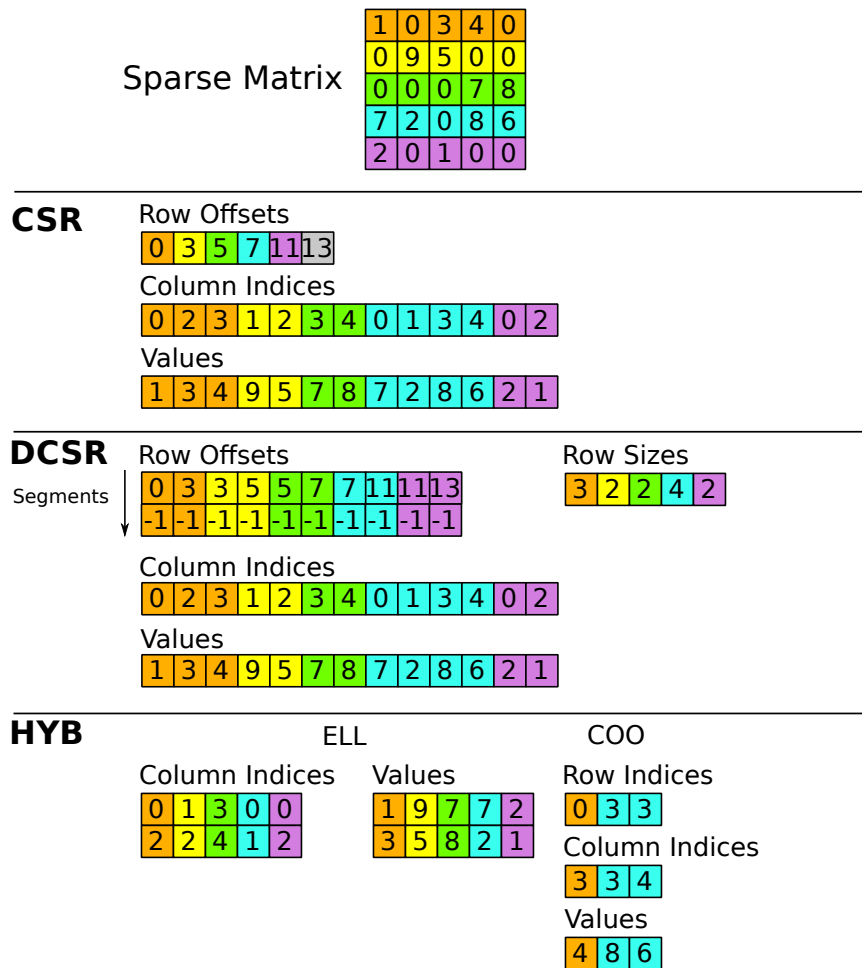 1 0 3 4 0
0 9 5 0 0
Sparse Matrix
0 0 0 7 8
7 2 0 8 6
2 0 1 0 0
CSR
Row Offsets
0 3 5 7 11 13
Column Indices
0 2 3 1 2 3 4 0 1 3 4 0 2
Values
1 3 4 9 5 7 8 7 2 8 6 2 1
DCSR
Row Offsets
Row Sizes
Segments
0 3 3 5 5 7 7 11 11 13
3 2 2 4 2
-1 -1 -1 -1 -1 -1 -1 -1 -1 -1
Column Indices
0 2 3 1 2 3 4 0 1 3 4 0 2
Values
1 3 4 9 5 7 8 7 2 8 6 2 1
HYB
ELL
COO
Column Indices
0 1 3 0 0
2 2 4 1 2
Values
1 9 7 7 2
3 5 8 2 1
Row Indices
0 3 3
Column Indices
3 3 4
Values
4 8 6